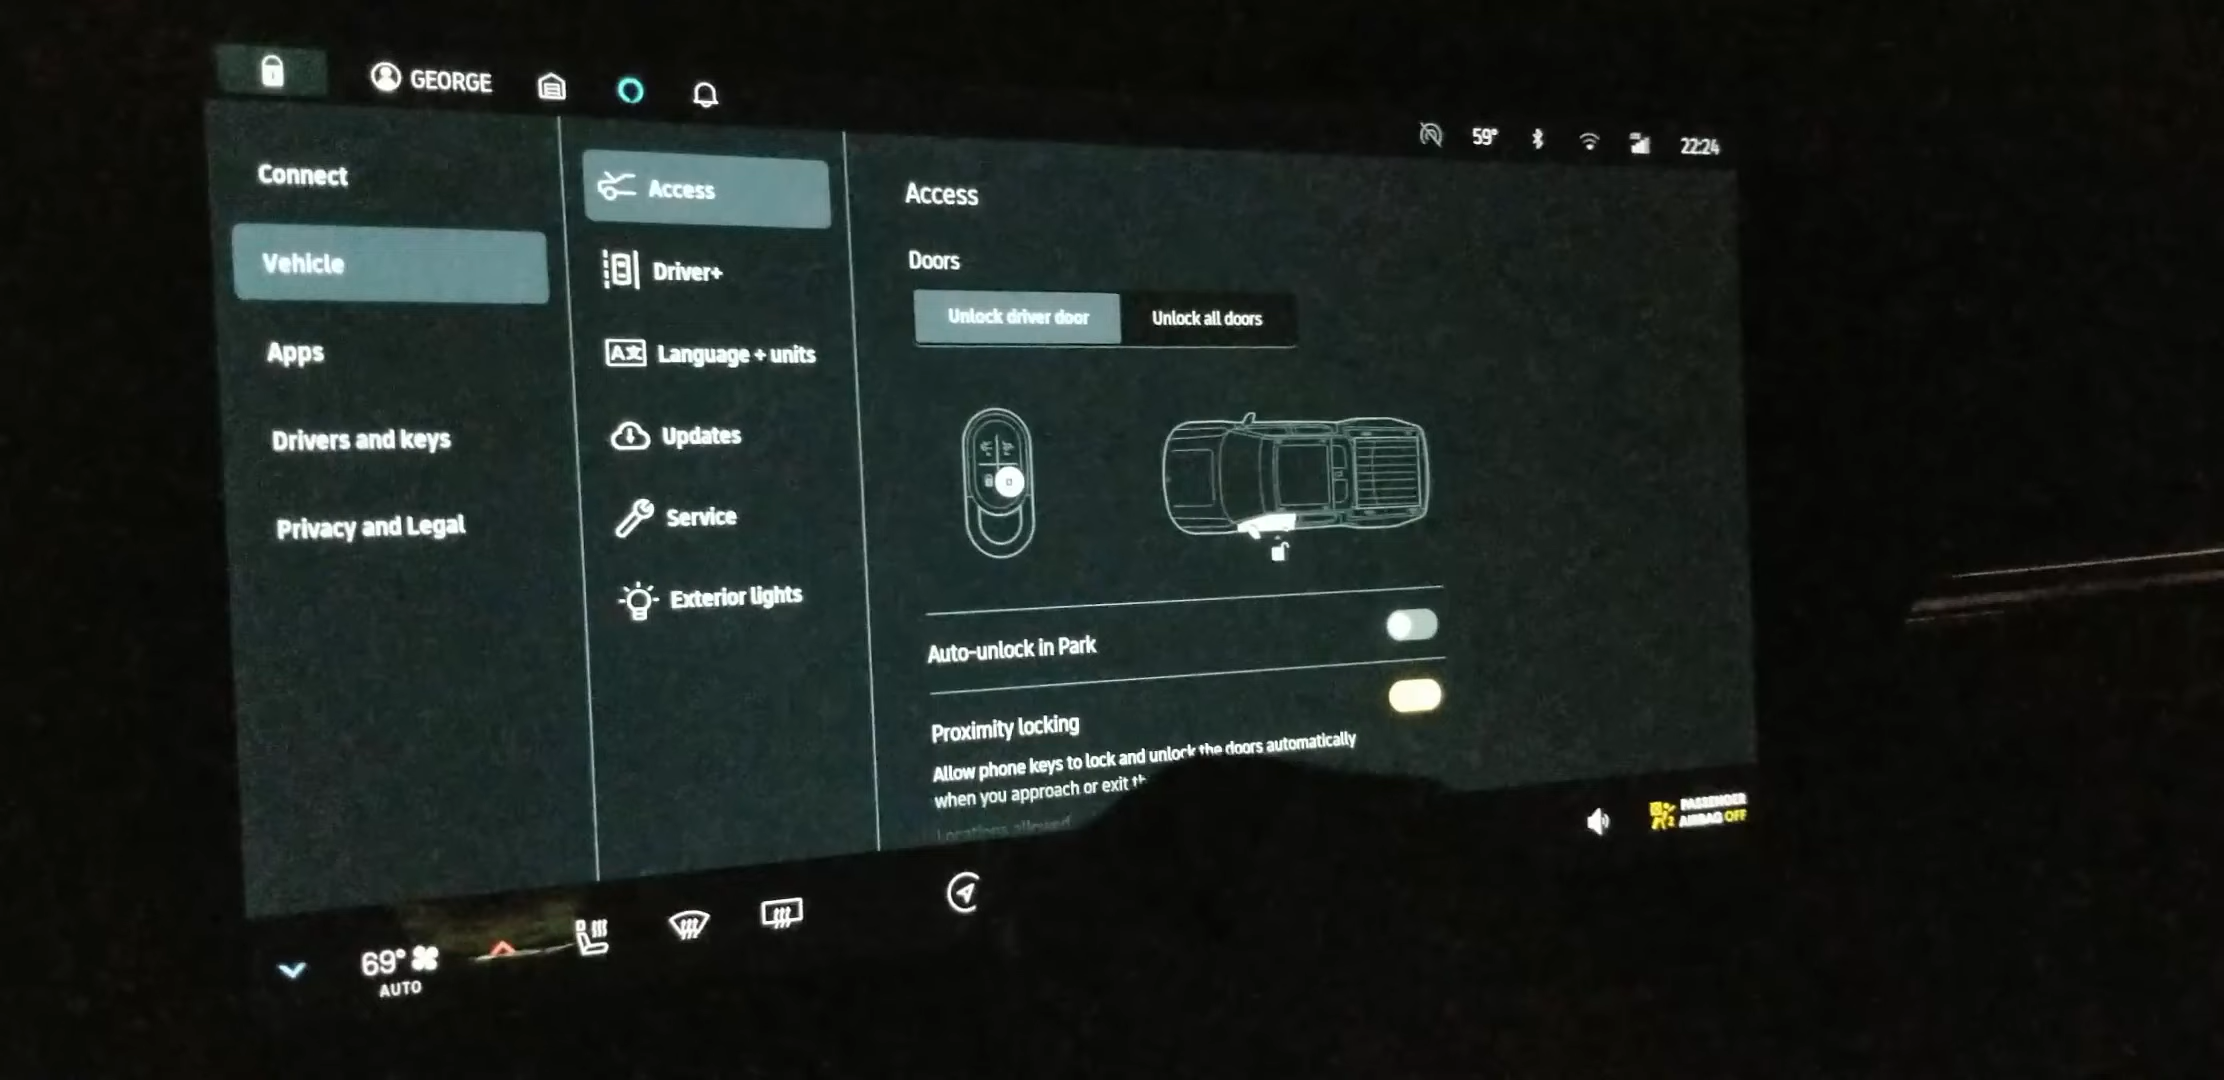 GEORGE
59°
22:24
Connect
Vehicle
Apps
Drivers and keys
Privacy and Legal
Access
Driver+
Language + units
Updates
Service
Exterior lights
Access
Doors
Unlock driver door
Unlock all doors
Auto-unlock in Park
Proximity locking
Allow phone keys to lock and unlock the doors automatically
when you approach or exit
Locations allowed
69°
AUTO
PASSENGER
AIRBAG OFF